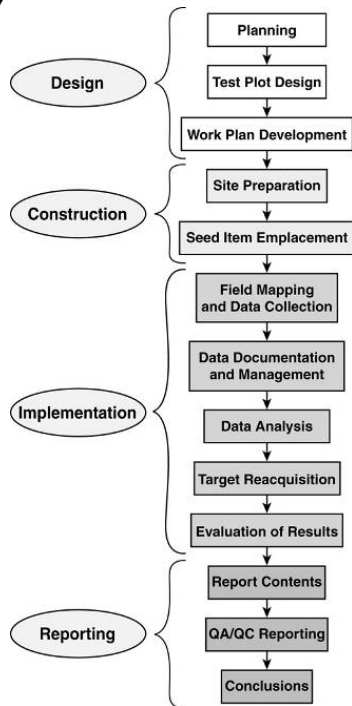 Design
Planning
Test Plot Design
Work Plan Development
Construction
Site Preparation
Seed Item Emplacement
Implementation
Field Mapping
and Data Collection
Data Documentation
and Management
Data Analysis
Target Reacquisition
Evaluation of Results
Reporting
Report Contents
QA/QC Reporting
Conclusions